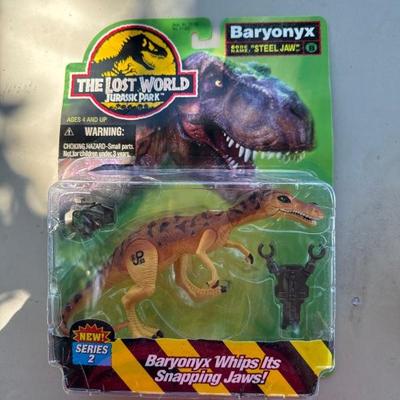 Baryonyx
CODE NAME: "STEEL JAW"
THE LOST WORLD
JURASSIC PARK™
AGES 4 AND UP
WARNING:
CHOKING HAZARD-Small parts.
Not for children under 3 years.
NEW!
SERIES 2
Baryonyx Whips Its
Snapping Jaws!